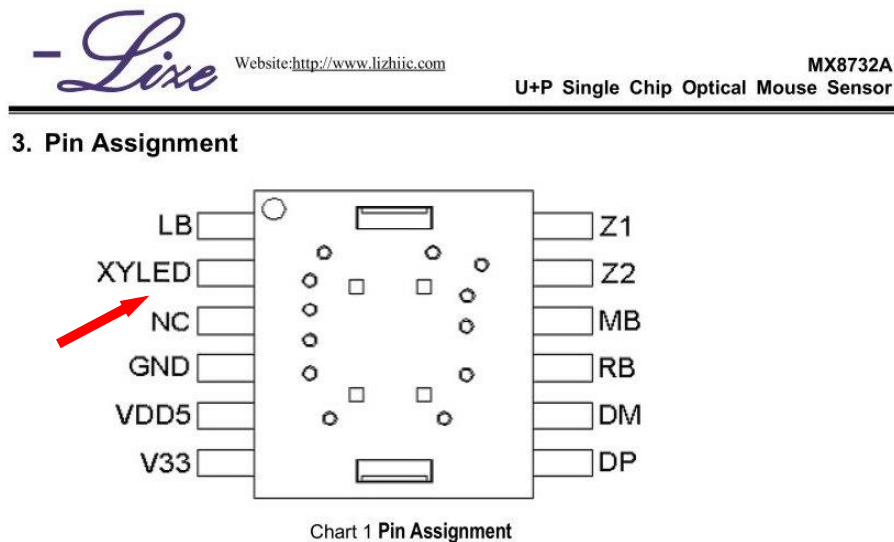 -Lixe
Website:http://www.lizhiic.com
MX8732A
U+P Single Chip Optical Mouse Sensor
3. Pin Assignment
LB
XYLED
NC
GND
VDD5
V33
Z1
Z2
MB
RB
DM
DP
Chart 1 Pin Assignment